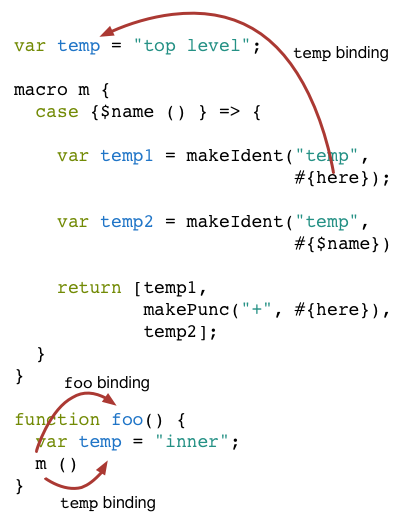 var temp = "top level";
temp binding
macro m {
case {$name () } => {
var temp1 = makeIdent("temp",
#{here});
var temp2 = makeIdent("temp",
#{$name})
return [temp1,
makePunc("+", #{here}),
temp2];
}
}
foo binding
function foo() {
var temp = "inner";
m ()
}
temp binding